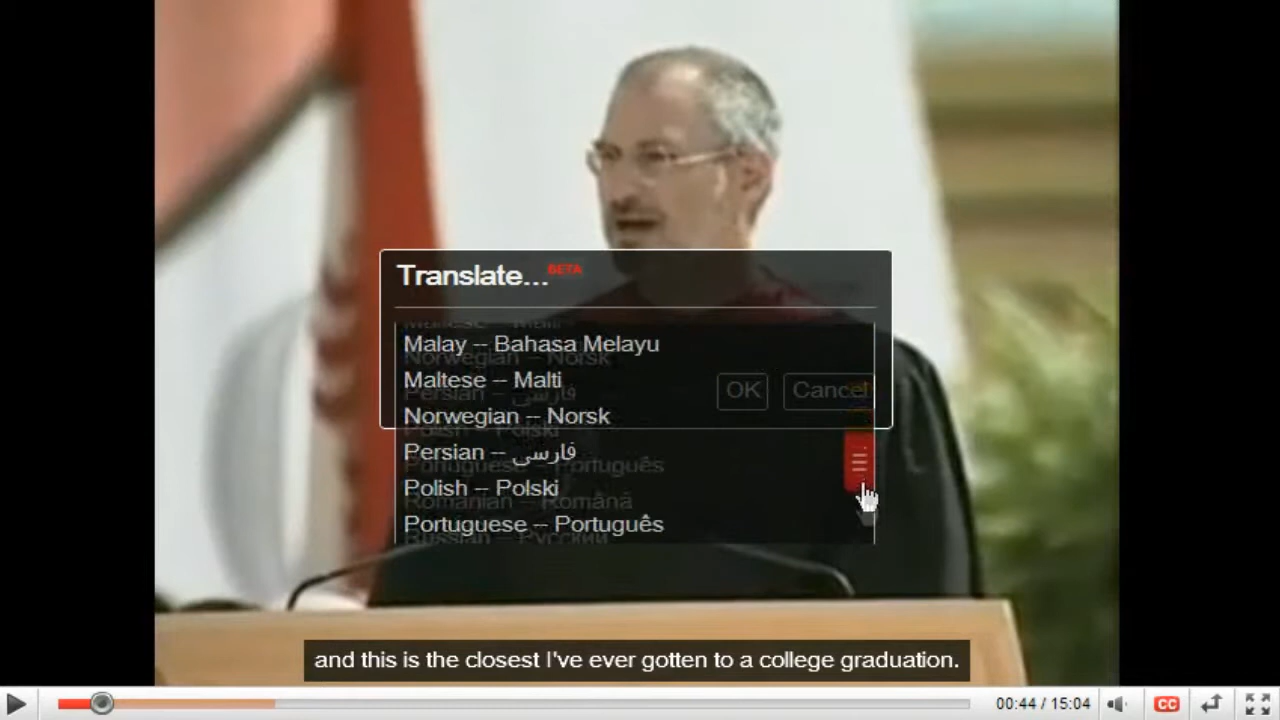 Translate... BETA
Malay -- Bahasa Melayu
Maltese -- Malti
OK Cancel
Norwegian -- Norsk
Persian -- فارسی
Polish -- Polski
Portuguese -- Português
and this is the closest I've ever gotten to a college graduation.
00:44 / 15:04 CC